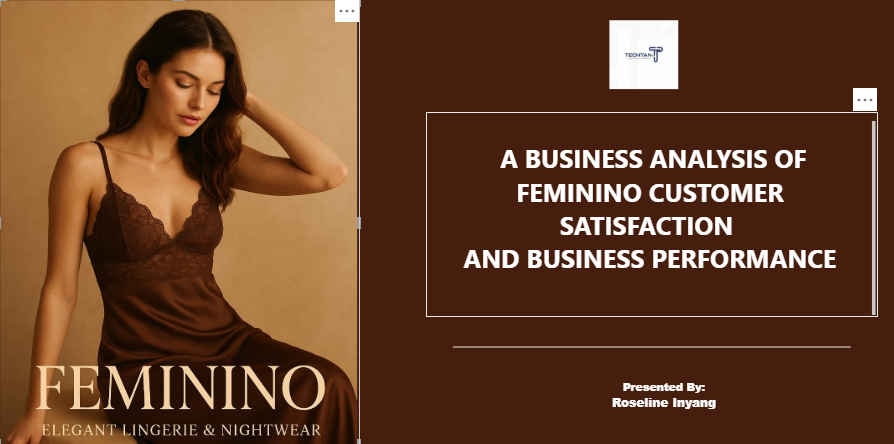 FEMININO
ELEGANT LINGERIE & NIGHTWEAR
TECHTAN
A BUSINESS ANALYSIS OF
FEMININO CUSTOMER
SATISFACTION
AND BUSINESS PERFORMANCE
Presented By:
Roseline Inyang